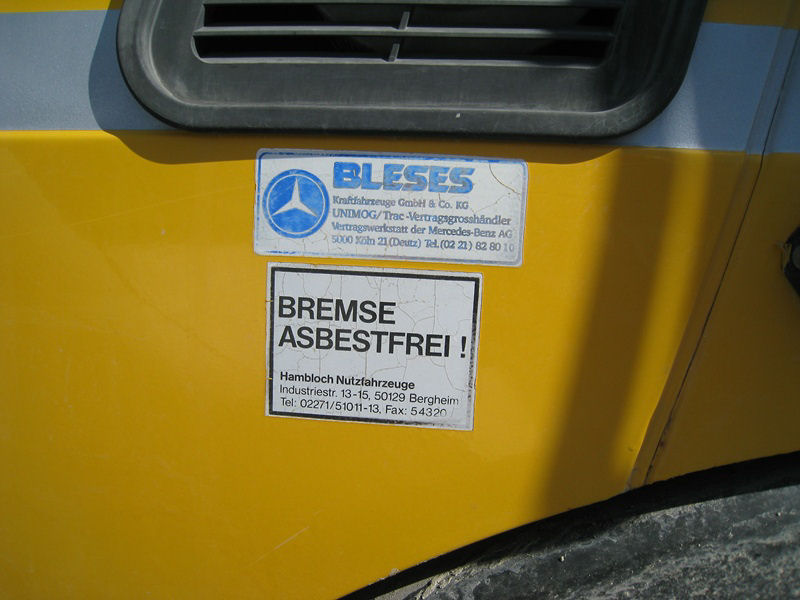 BLESES
Kraftfahrzeuge GmbH & Co. KG
UNIMOG/Trac-Vertragsgrosshändler
Vertragswerkstatt der Mercedes-Benz AG
5000 Köln 21 (Deutz) Tel. (02 21) 82 80 10
BREMSE
ASBESTFREI !
Hambloch Nutzfahrzeuge
Industriestr. 13-15, 50129 Bergheim
Tel: 02271/51011-13, Fax: 54320